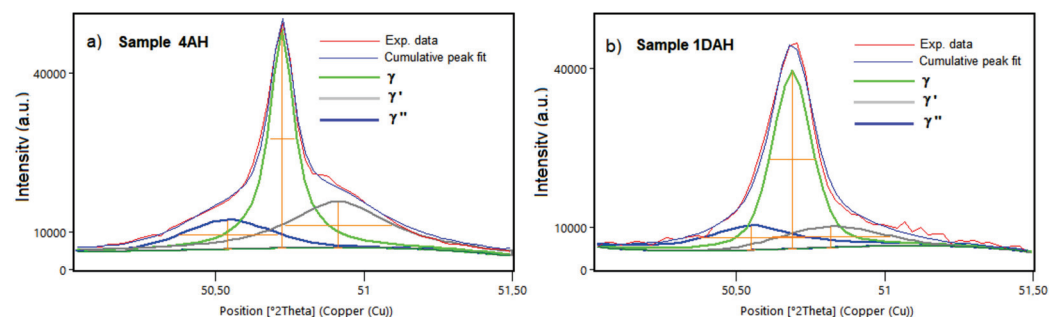 a) Sample 4AH
Exp. data
Cumulative peak fit
γ
γ'
γ"
Intensity (a.u.)
40000
10000
0
50,50
51
51,50
Position [°2Theta] (Copper (Cu))
b) Sample 1DAH
Exp. data
Cumulative peak fit
γ
γ'
γ"
Intensity (a.u.)
40000
10000
0
50,50
51
51,50
Position [°2Theta] (Copper (Cu))